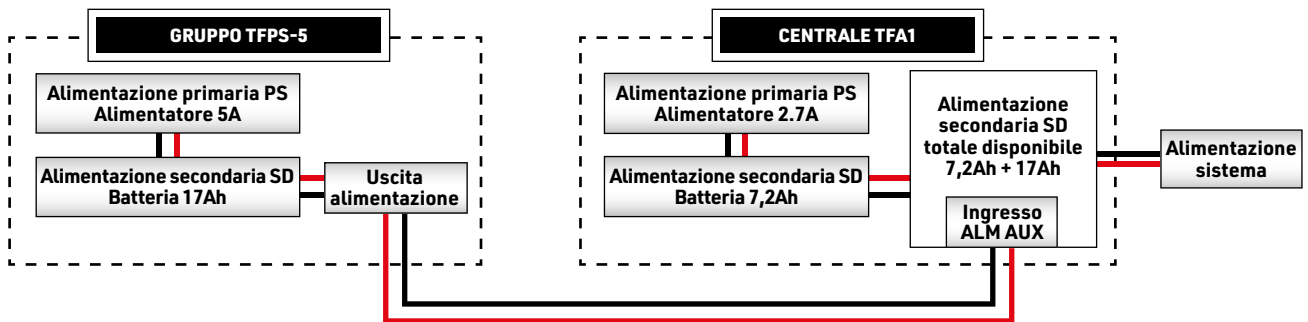 GRUPPO TFPS-5
Alimentazione primaria PS
Alimentatore 5A
Alimentazione secondaria SD
Batteria 17Ah
Uscita
alimentazione
CENTRALE TFA1
Alimentazione primaria PS
Alimentatore 2.7A
Alimentazione secondaria SD
Batteria 7,2Ah
Alimentazione
secondaria SD
totale disponibile
7,2Ah + 17Ah
Ingresso
ALM AUX
Alimentazione
sistema